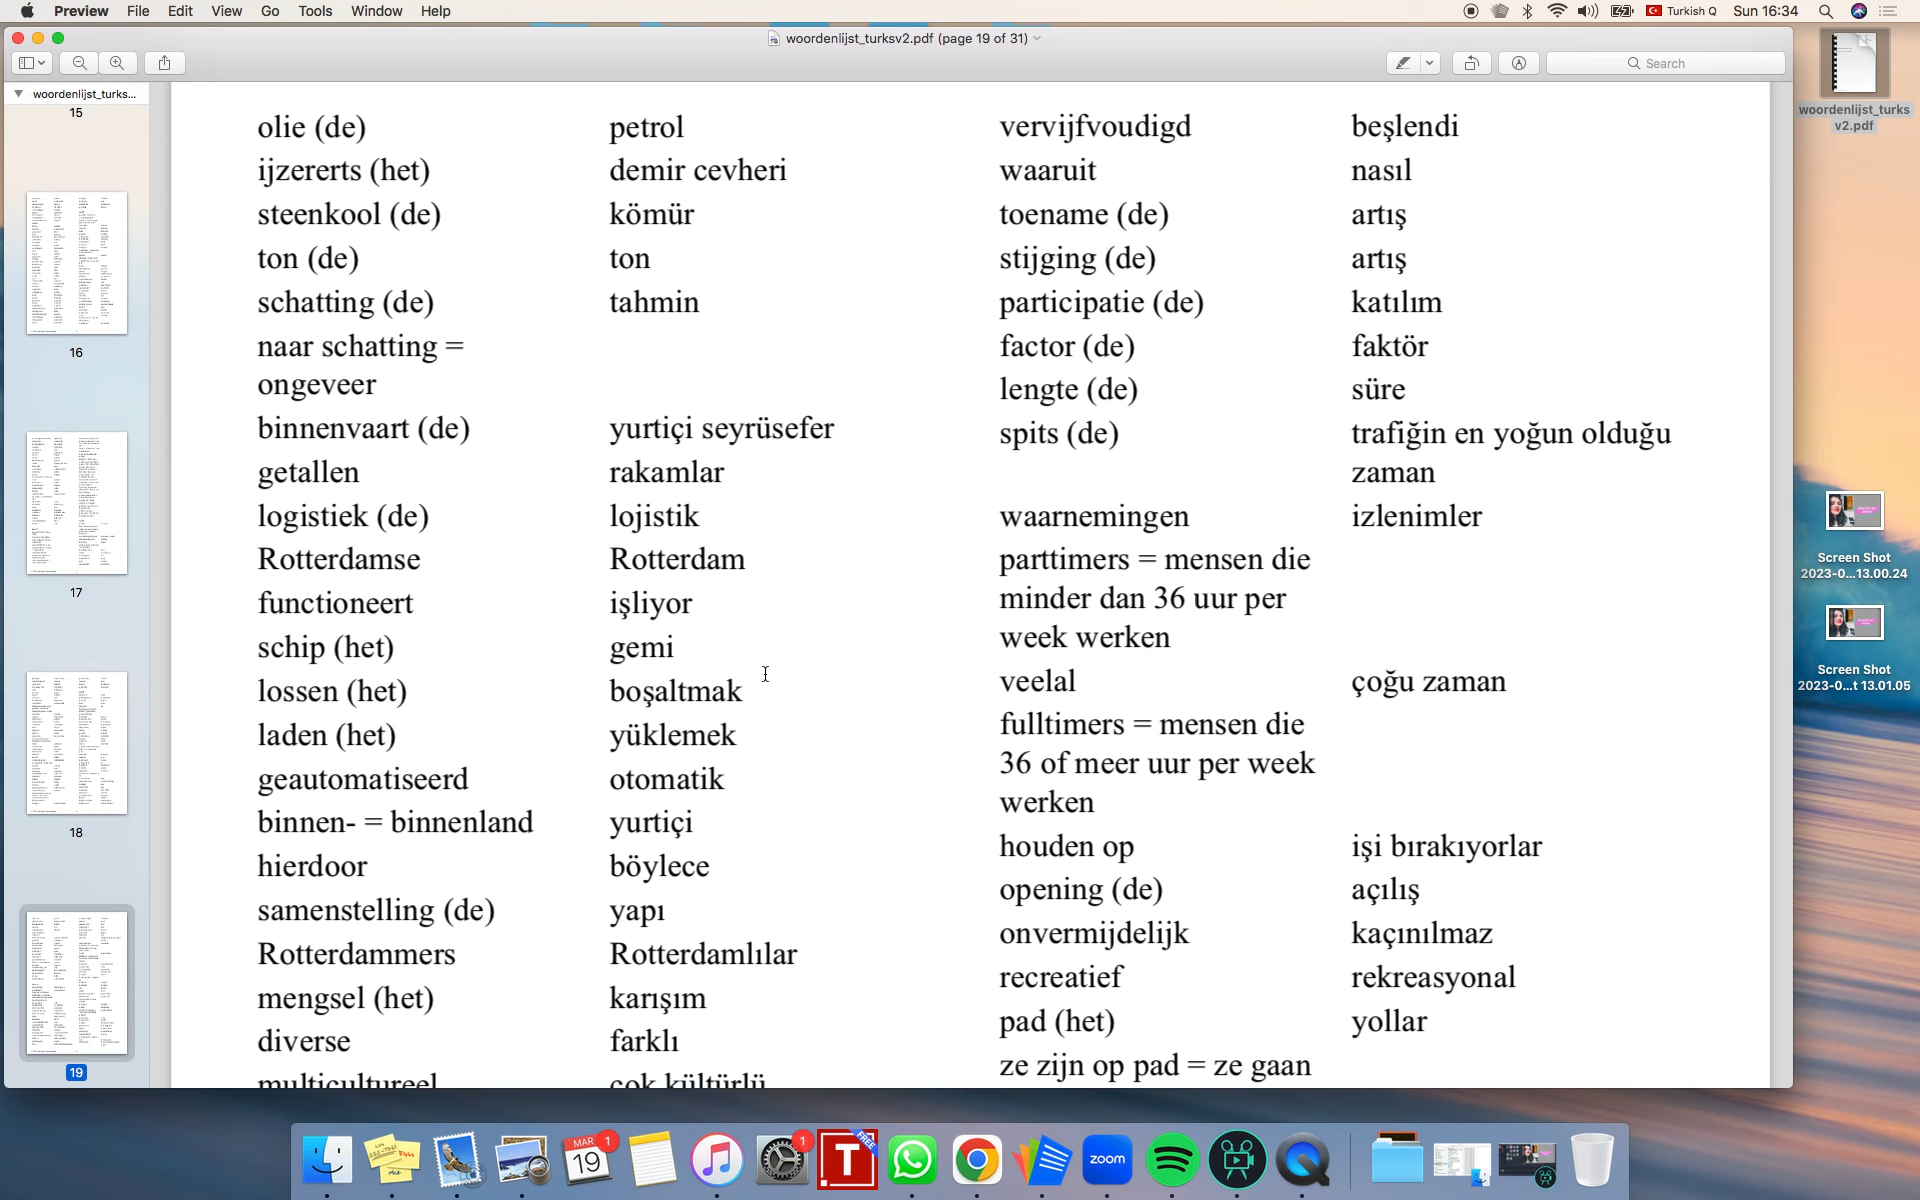 Preview File Edit View Go Tools Window Help
Turkish Q Sun 16:34
woordenlijst_turksv2.pdf (page 19 of 31)
Search
woordenlijst_turks...
15
16
17
18
19
olie (de) petrol
ijzererts (het) demir cevheri
steenkool (de) kömür
ton (de) ton
schatting (de) tahmin
naar schatting =
ongeveer
binnenvaart (de) yurtiçi seyrüsefer
getallen rakamlar
logistiek (de) lojistik
Rotterdamse Rotterdam
functioneert işliyor
schip (het) gemi
lossen (het) boşaltmak
laden (het) yüklemek
geautomatiseerd otomatik
binnen- = binnenland yurtiçi
hierdoor böylece
samenstelling (de) yapı
Rotterdammers Rotterdamlılar
mengsel (het) karışım
diverse farklı
multicultureel çok kültürlü
vervijfvoudigd beşlendi
waaruit nasıl
toename (de) artış
stijging (de) artış
participatie (de) katılım
factor (de) faktör
lengte (de) süre
spits (de) trafiğin en yoğun olduğu
zaman
waarnemingen izlenimler
parttimers = mensen die
minder dan 36 uur per
week werken
veelal çoğu zaman
fulltimers = mensen die
36 of meer uur per week
werken
houden op işi bırakıyorlar
opening (de) açılış
onvermijdelijk kaçınılmaz
recreatief rekreasyonal
pad (het) yollar
ze zijn op pad = ze gaan
woordenlijst_turks
v2.pdf
Screen Shot
2023-0...13.00.24
Screen Shot
2023-0...t 13.01.05
MAR
19
1
1
T
FREE
zoom